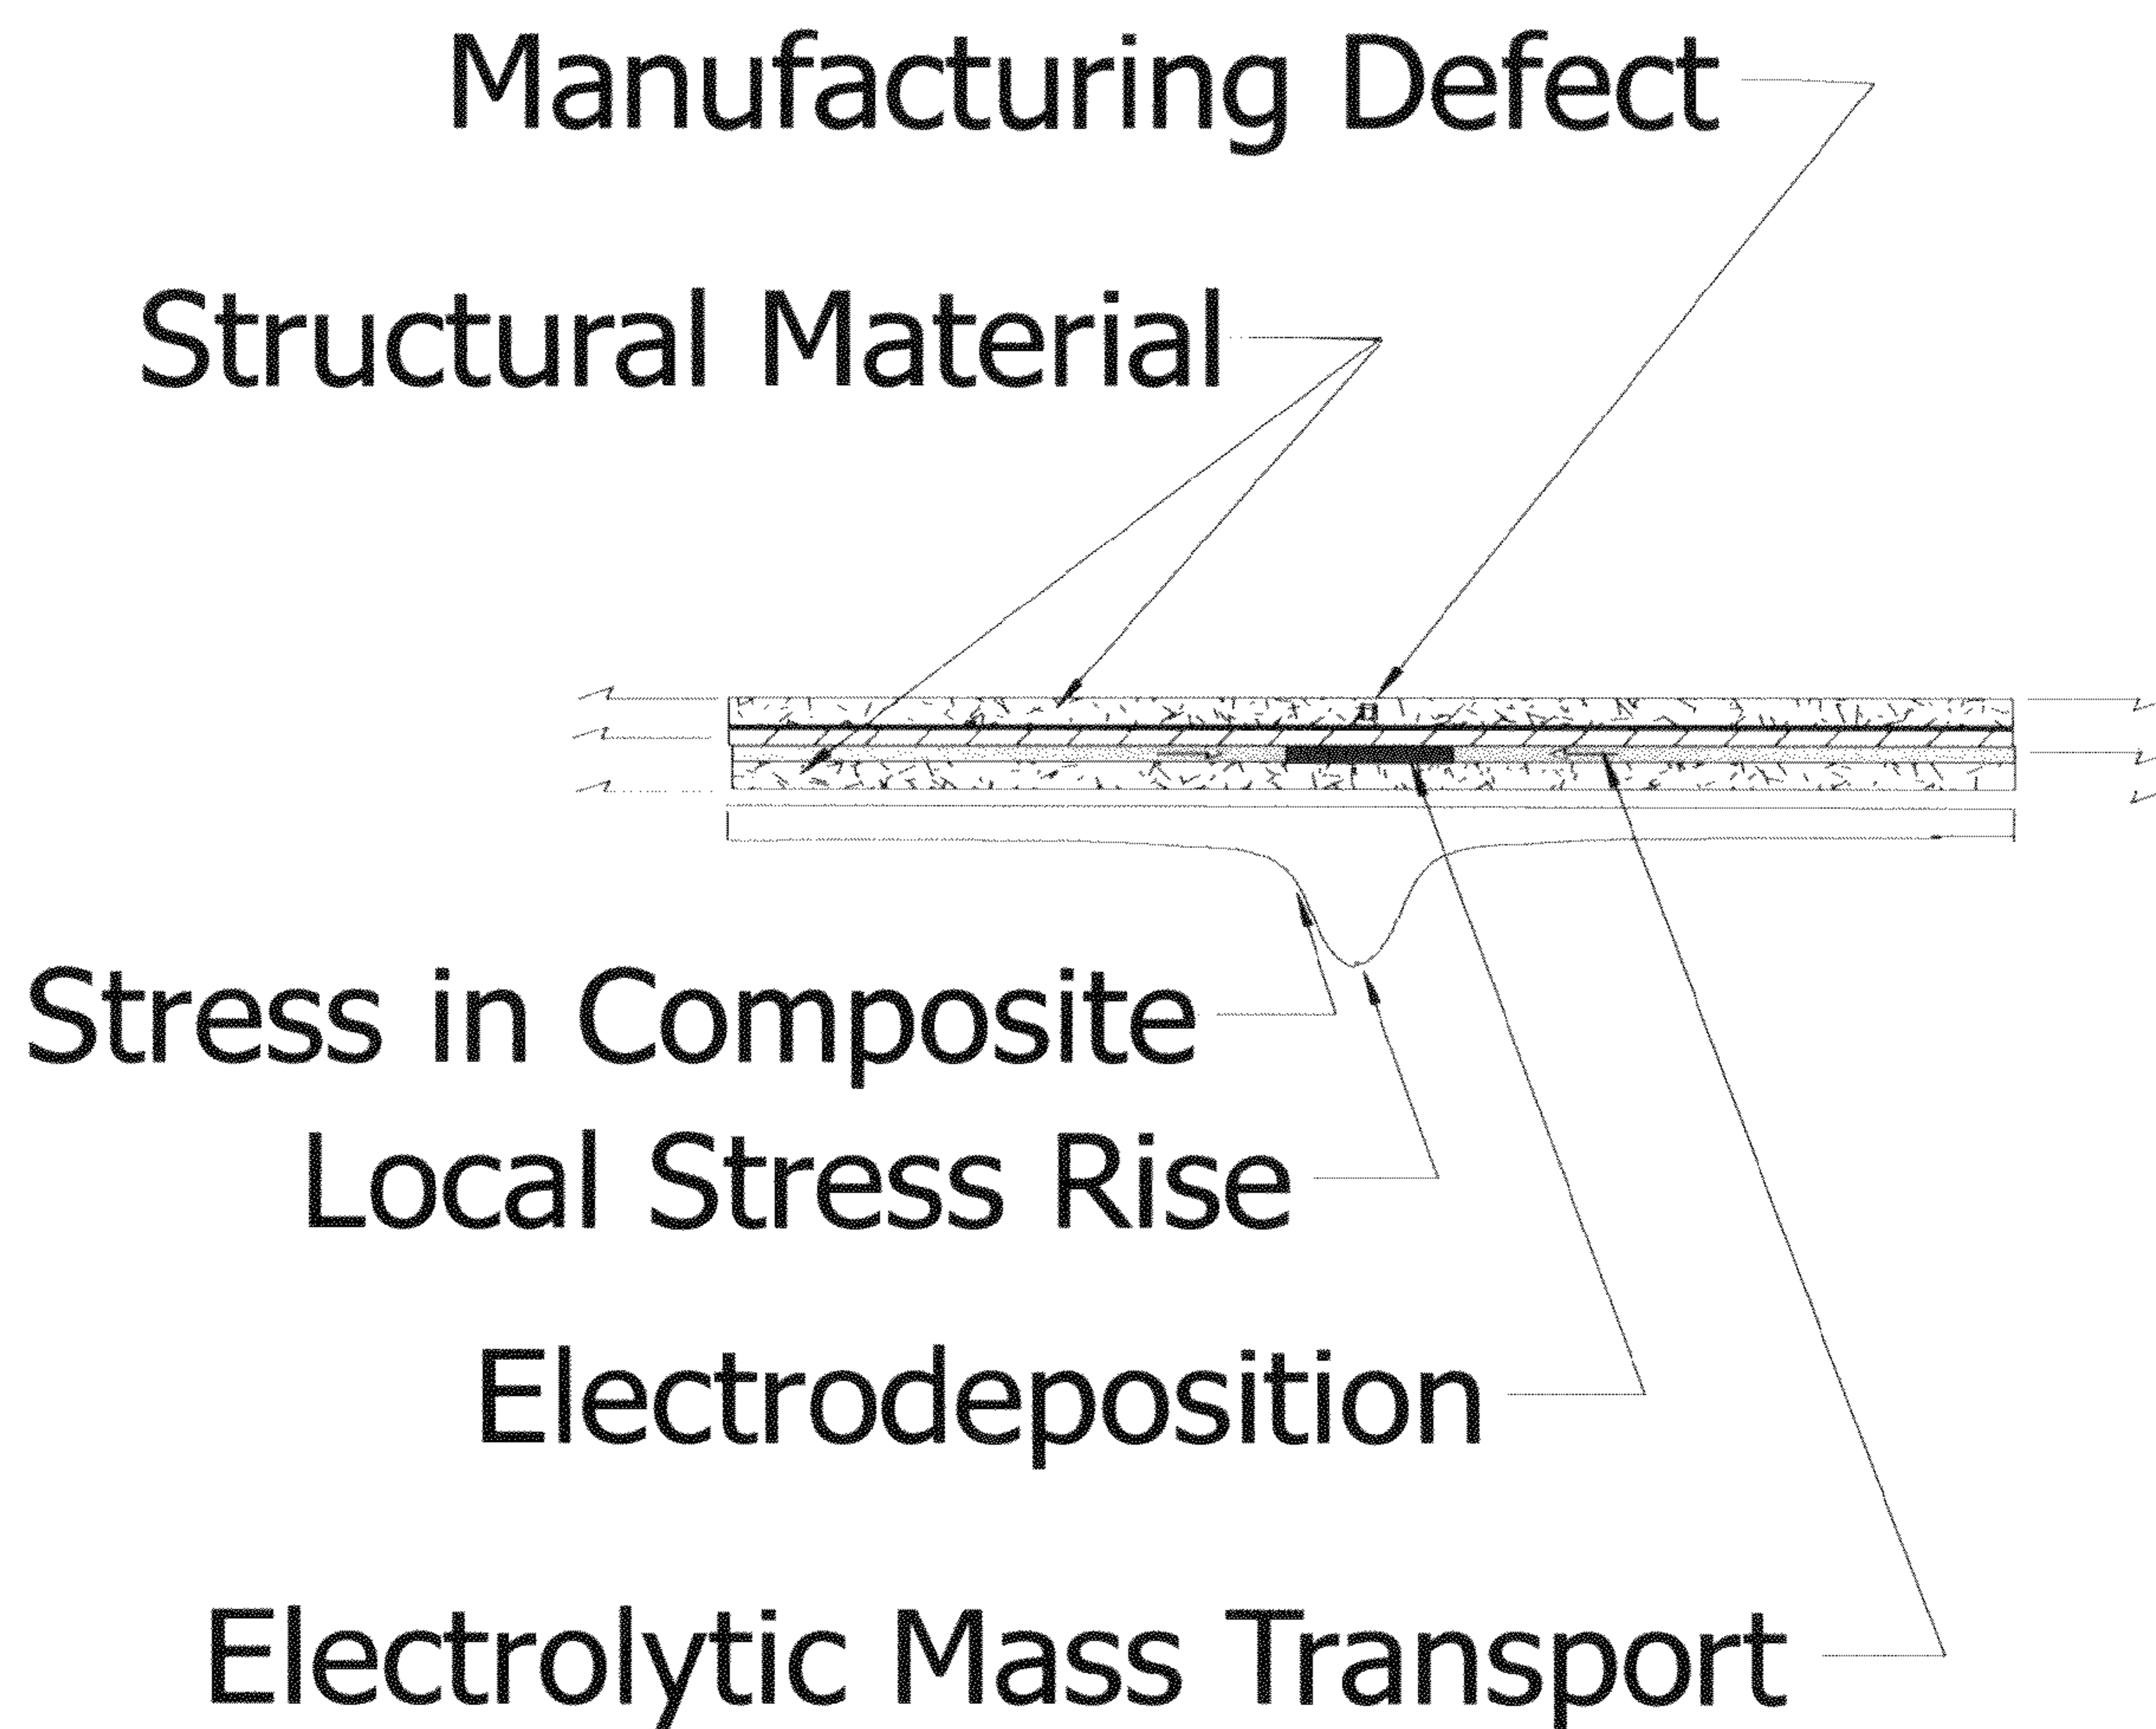 Manufacturing Defect
Structural Material
Stress in Composite
Local Stress Rise
Electrodeposition
Electrolytic Mass Transport